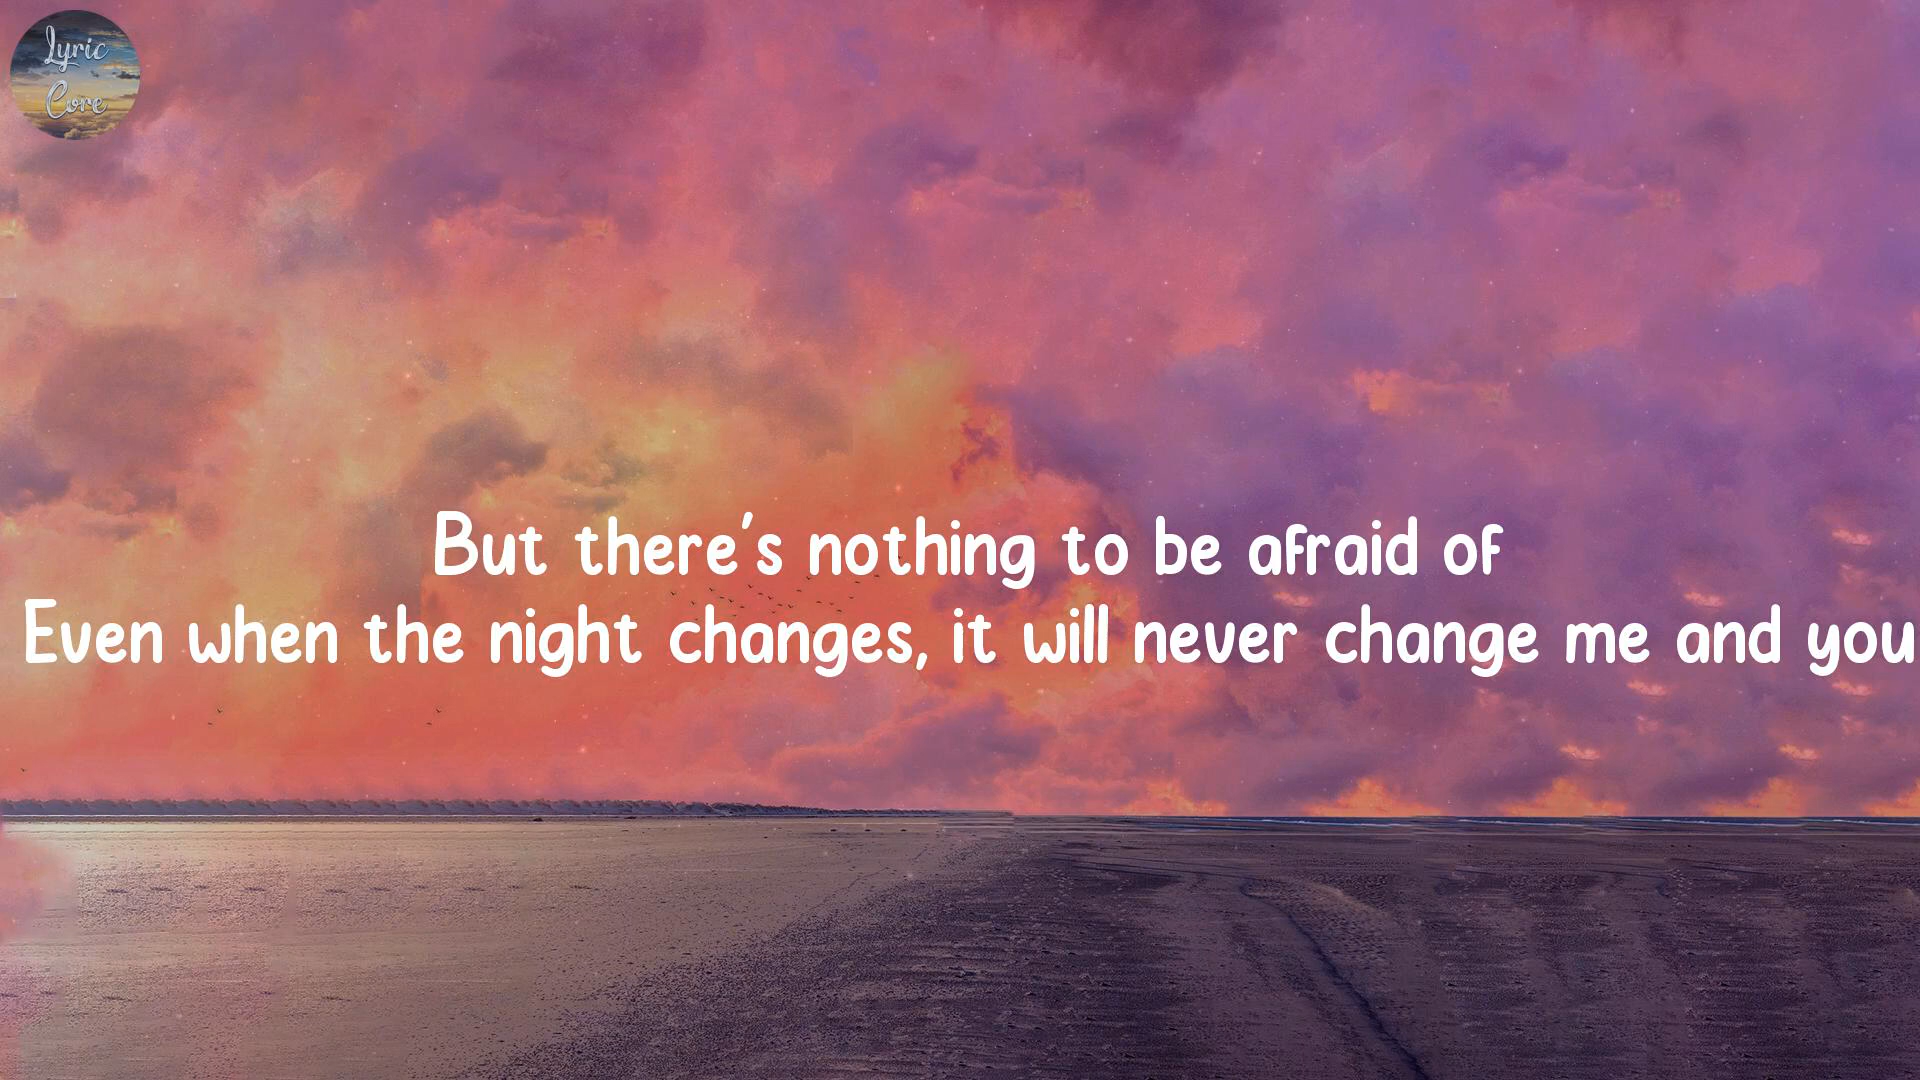 Lyric
Core
But there's nothing to be afraid of
Even when the night changes, it will never change me and you